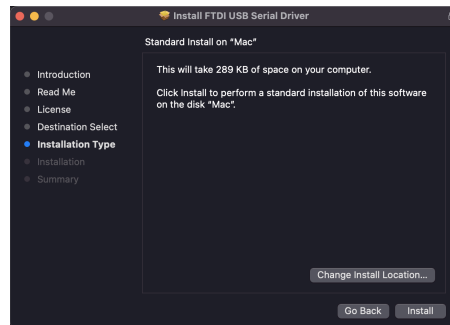 Install FTDI USB Serial Driver
Standard Install on “Mac”
Introduction
Read Me
License
Destination Select
Installation Type
Installation
Summary
This will take 289 KB of space on your computer.
Click Install to perform a standard installation of this software
on the disk “Mac”.
Change Install Location...
Go Back
Install